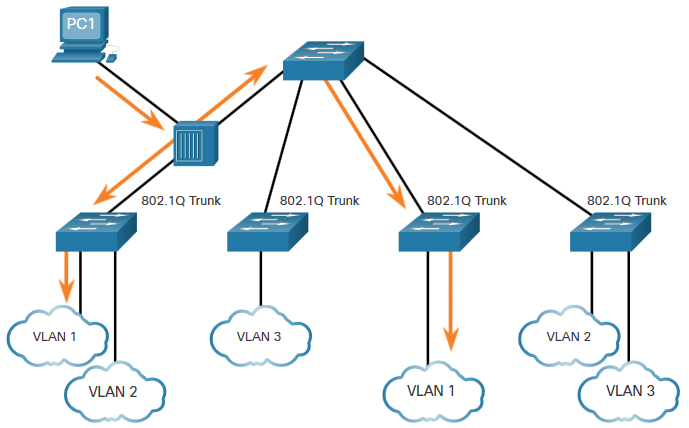 PC1
802.1Q Trunk
802.1Q Trunk
802.1Q Trunk
802.1Q Trunk
VLAN 1
VLAN 3
VLAN 2
VLAN 2
VLAN 1
VLAN 3